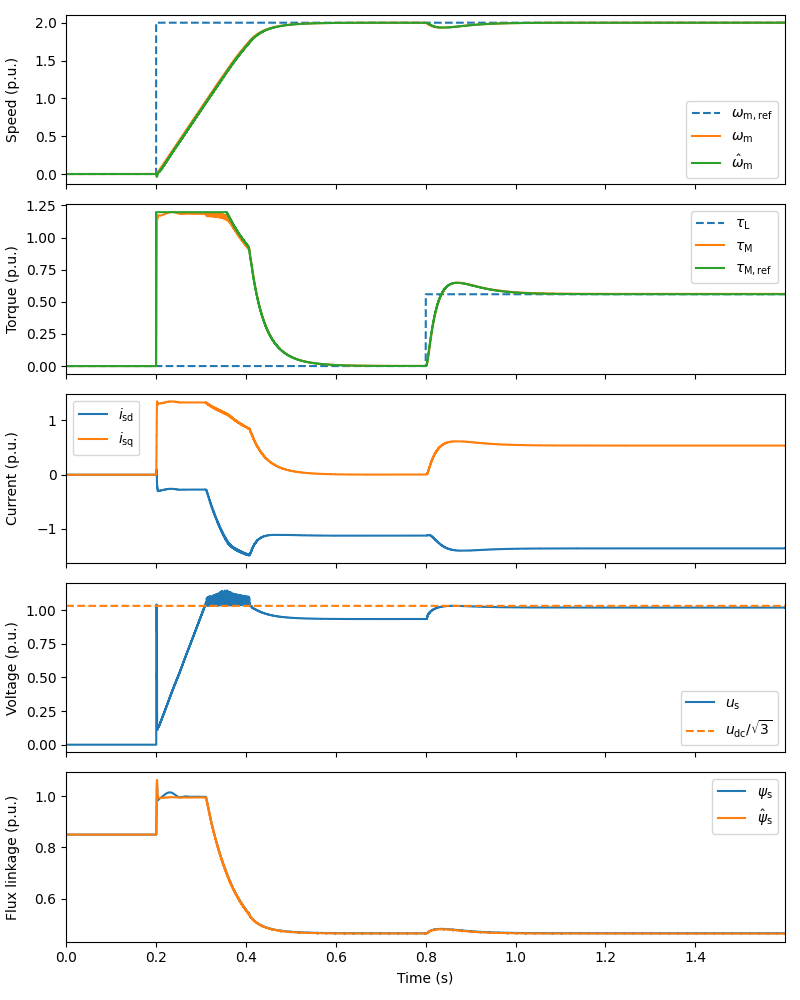 2.0
1.5
1.0
0.5
0.0
Speed (p.u.)
ω_m,ref
ω_m
ω̂_m
1.25
1.00
0.75
0.50
0.25
0.00
Torque (p.u.)
τ_L
τ_M
τ_M,ref
1
0
−1
Current (p.u.)
i_sd
i_sq
1.00
0.75
0.50
0.25
0.00
Voltage (p.u.)
u_s
u_dc/√3
1.0
0.8
0.6
Flux linkage (p.u.)
ψ_s
ψ̂_s
0.0 0.2 0.4 0.6 0.8 1.0 1.2 1.4
Time (s)